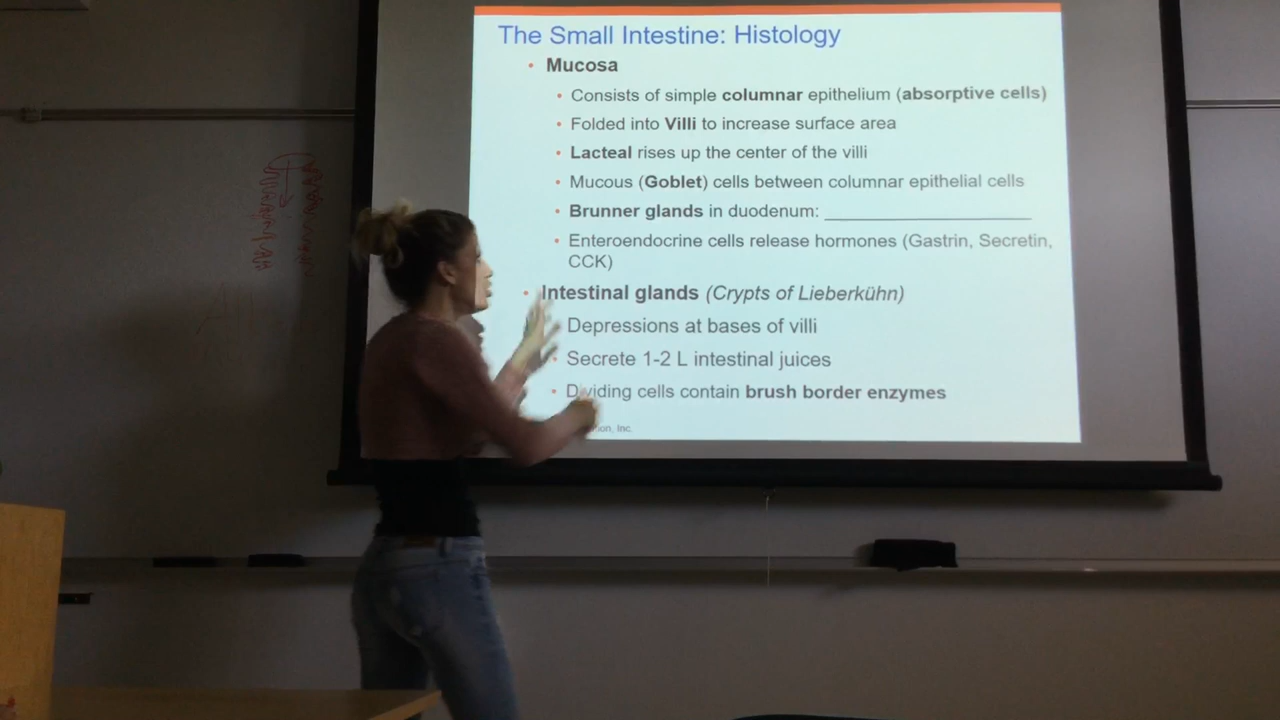 The Small Intestine: Histology
• Mucosa
• Consists of simple columnar epithelium (absorptive cells)
• Folded into Villi to increase surface area
• Lacteal rises up the center of the villi
• Mucous (Goblet) cells between columnar epithelial cells
• Brunner glands in duodenum: ____________________
• Enteroendocrine cells release hormones (Gastrin, Secretin,
CCK)
• Intestinal glands (Crypts of Lieberkühn)
Depressions at bases of villi
• Secrete 1-2 L intestinal juices
• Dividing cells contain brush border enzymes
Inc.